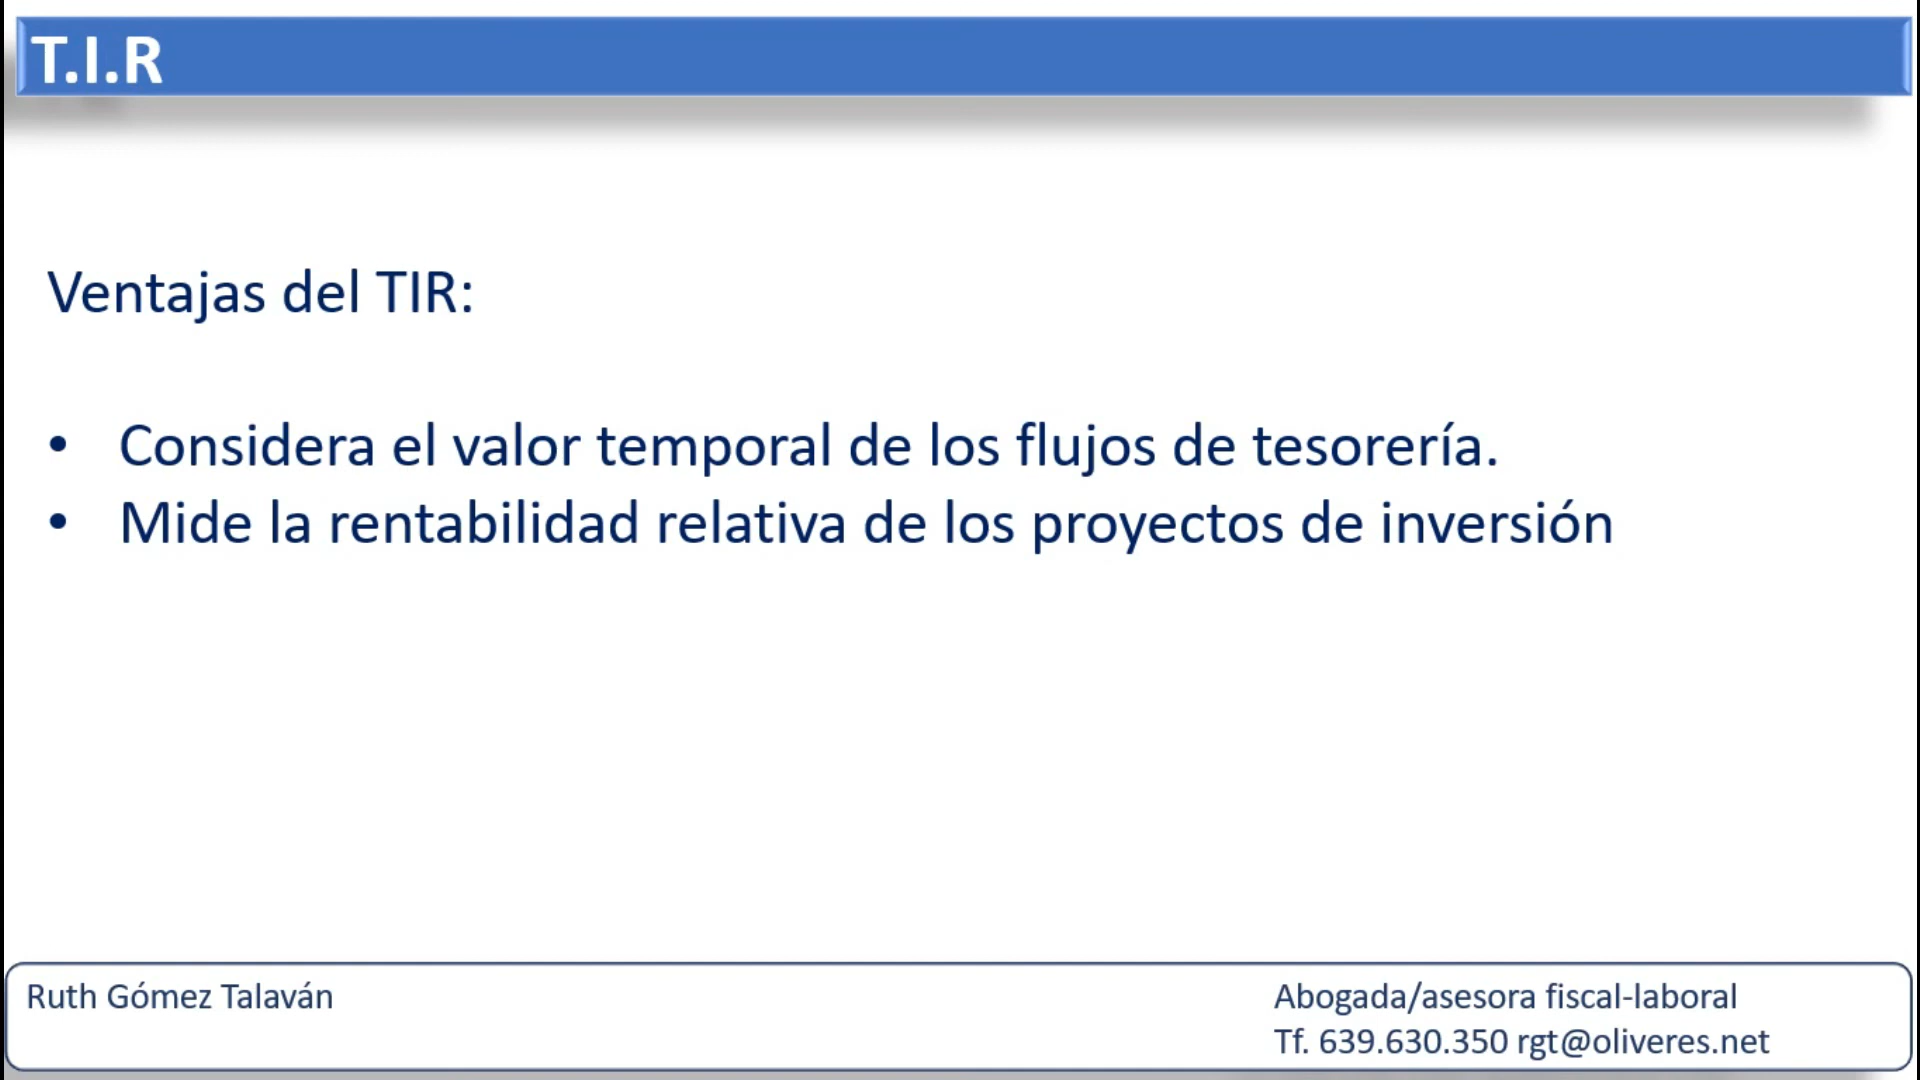 T.I.R
Ventajas del TIR:
• Considera el valor temporal de los flujos de tesorería.
• Mide la rentabilidad relativa de los proyectos de inversión
Ruth Gómez Talaván
Abogada/asesora fiscal-laboral
Tf. 639.630.350 rgt@oliveres.net